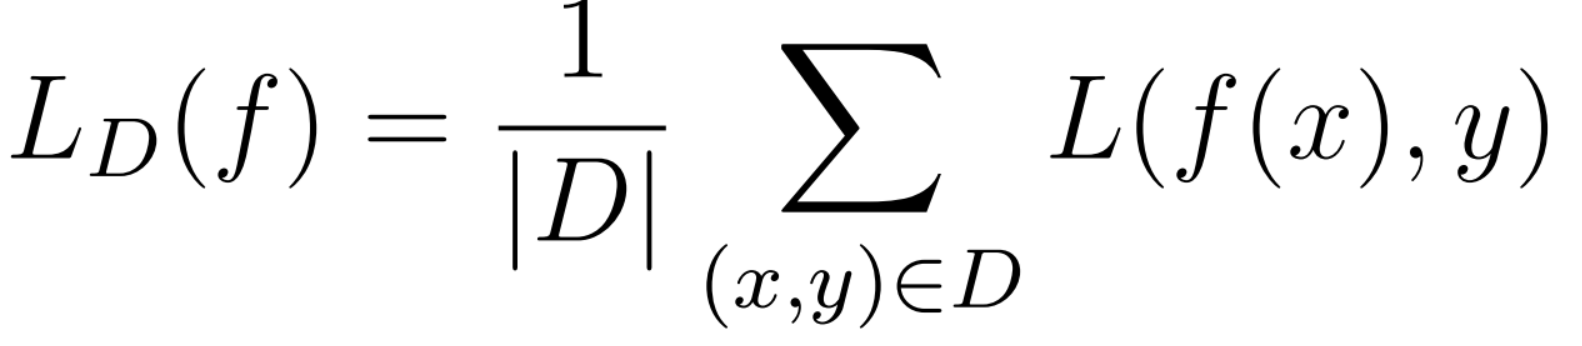 L_D(f) = \frac{1}{|D|} \sum_{(x,y)\in D} L(f(x), y)